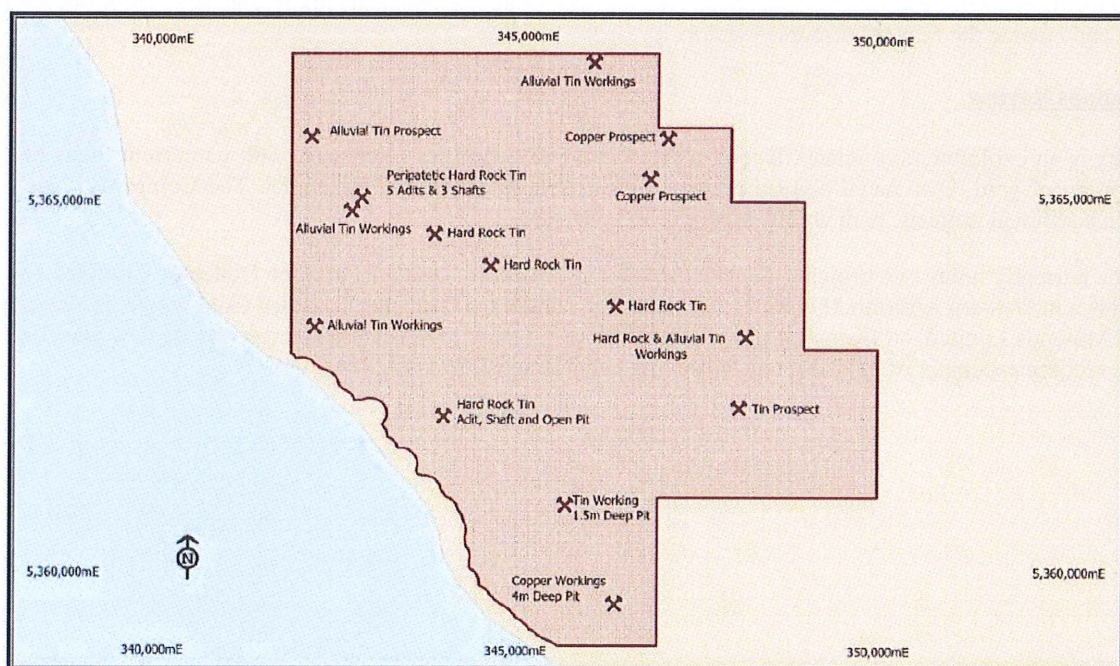 340,000mE
345,000mE
350,000mE
Alluvial Tin Workings
Alluvial Tin Prospect
Copper Prospect
Peripatetic Hard Rock Tin
5 Adits & 3 Shafts
Copper Prospect
5,365,000mE
5,365,000mE
Alluvial Tin Workings
Hard Rock Tin
Hard Rock Tin
Hard Rock Tin
Alluvial Tin Workings
Hard Rock & Alluvial Tin
Workings
Hard Rock Tin
Adit, Shaft and Open Pit
Tin Prospect
Tin Working
1.5m Deep Pit
N
5,360,000mE
Copper Workings
4m Deep Pit
5,360,000mE
340,000mE
345,000mE
350,000mE